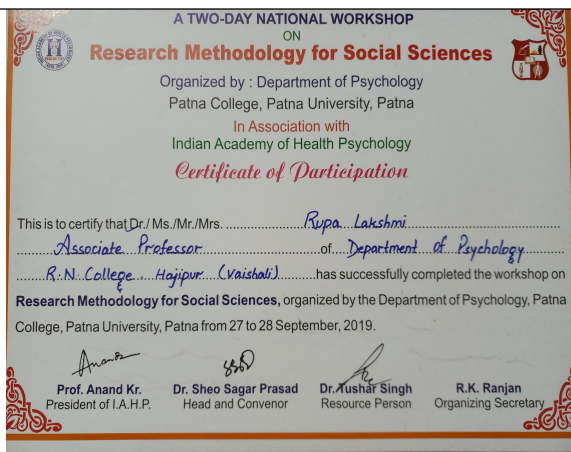 A TWO-DAY NATIONAL WORKSHOP
ON
Research Methodology for Social Sciences
Organized by : Department of Psychology
Patna College, Patna University, Patna
In Association with
Indian Academy of Health Psychology
Certificate of Participation
This is to certify that Dr./ Ms./Mr./Mrs. Rupa Lakshmi
Associate Professor of Department of Psychology
R.N. College, Hajipur (Vaishali) has successfully completed the workshop on
Research Methodology for Social Sciences, organized by the Department of Psychology, Patna
College, Patna University, Patna from 27 to 28 September, 2019.
Prof. Anand Kr. Dr. Sheo Sagar Prasad Dr. Tushar Singh R.K. Ranjan
President of I.A.H.P. Head and Convenor Resource Person Organizing Secretary